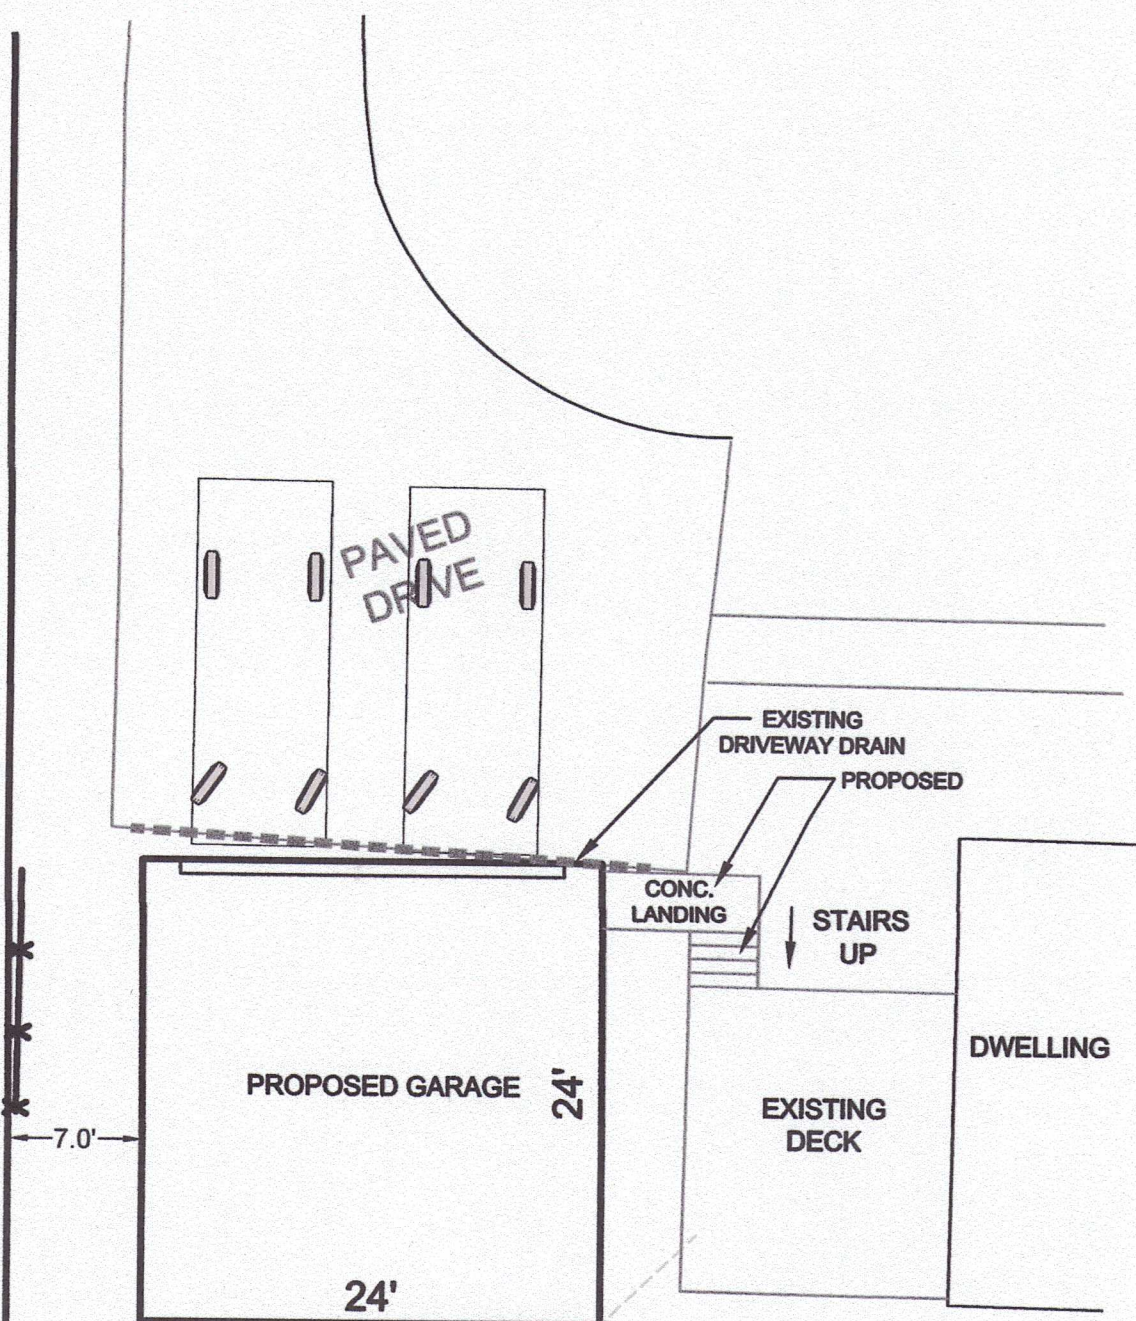 PAVED
DRIVE
EXISTING
DRIVEWAY DRAIN
PROPOSED
CONC.
LANDING
STAIRS
UP
DWELLING
PROPOSED GARAGE
24'
EXISTING
DECK
7.0'
24'